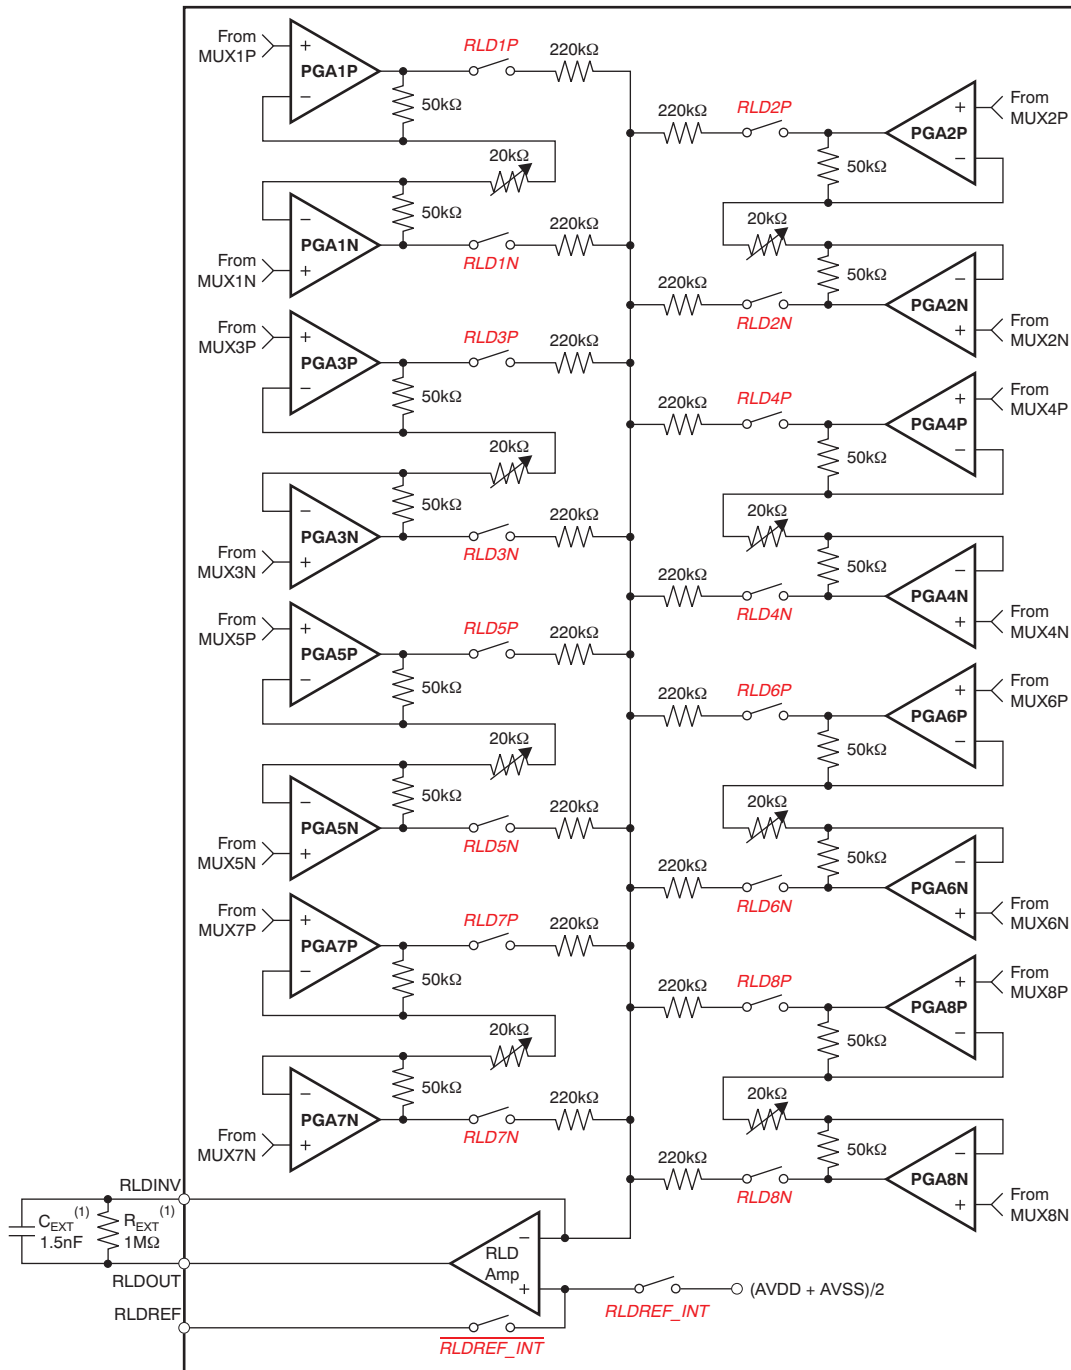 From
MUX1P
+
PGA1P
−
RLD1P
220kΩ
50kΩ
20kΩ
−
PGA1N
+
50kΩ
220kΩ
RLD1N
From
MUX1N
From
MUX3P
+
PGA3P
−
RLD3P
220kΩ
50kΩ
20kΩ
−
PGA3N
+
50kΩ
220kΩ
RLD3N
From
MUX3N
From
MUX5P
+
PGA5P
−
RLD5P
220kΩ
50kΩ
20kΩ
−
PGA5N
+
50kΩ
220kΩ
RLD5N
From
MUX5N
From
MUX7P
+
PGA7P
−
RLD7P
220kΩ
50kΩ
20kΩ
−
PGA7N
+
50kΩ
220kΩ
RLD7N
From
MUX7N
220kΩ
RLD2P
+
PGA2P
−
From
MUX2P
50kΩ
20kΩ
50kΩ
−
PGA2N
+
220kΩ
RLD2N
From
MUX2N
220kΩ
RLD4P
+
PGA4P
−
From
MUX4P
50kΩ
20kΩ
50kΩ
−
PGA4N
+
220kΩ
RLD4N
From
MUX4N
220kΩ
RLD6P
+
PGA6P
−
From
MUX6P
50kΩ
20kΩ
50kΩ
−
PGA6N
+
220kΩ
RLD6N
From
MUX6N
220kΩ
RLD8P
+
PGA8P
−
From
MUX8P
50kΩ
20kΩ
50kΩ
−
PGA8N
+
220kΩ
RLD8N
From
MUX8N
RLDINV
CEXT(1)
1.5nF
REXT(1)
1MΩ
RLDOUT
RLDREF
−
RLD
Amp
+
(AVDD + AVSS)/2
RLDREF_INT
RLDREF_INT